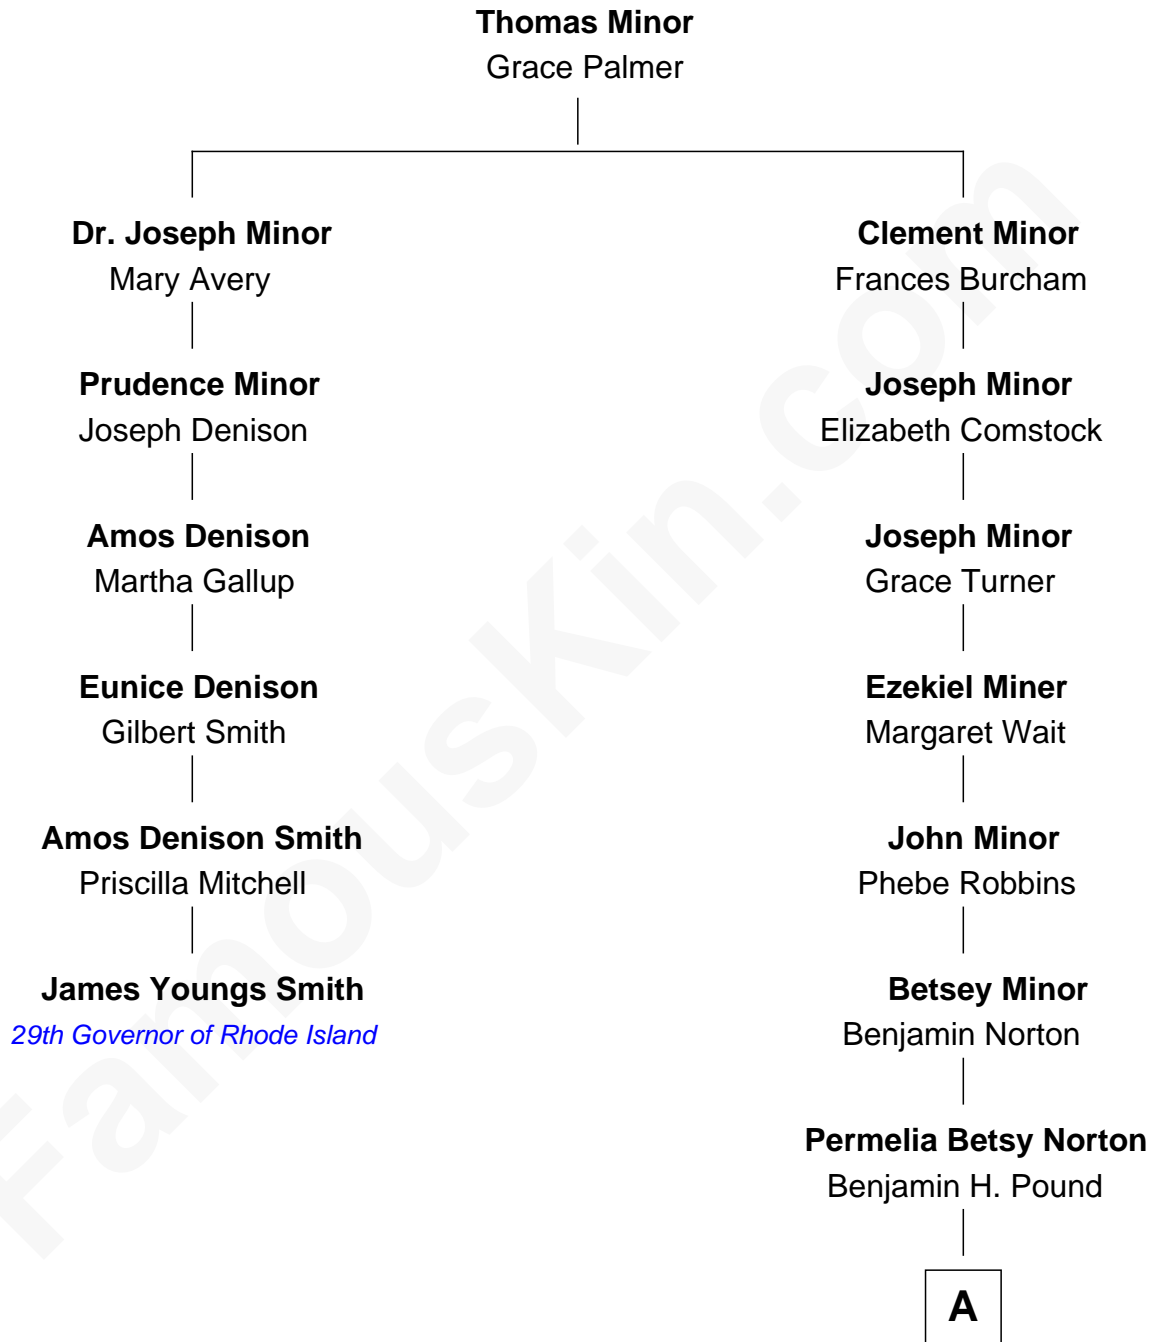 Thomas Minor
Grace Palmer
Dr. Joseph Minor
Mary Avery
Clement Minor
Frances Burcham
Prudence Minor
Joseph Denison
Joseph Minor
Elizabeth Comstock
Amos Denison
Martha Gallup
Joseph Minor
Grace Turner
Eunice Denison
Gilbert Smith
Ezekiel Miner
Margaret Wait
Amos Denison Smith
Priscilla Mitchell
John Minor
Phebe Robbins
James Youngs Smith
29th Governor of Rhode Island
Betsey Minor
Benjamin Norton
Permelia Betsy Norton
Benjamin H. Pound
A
FamousKin.com